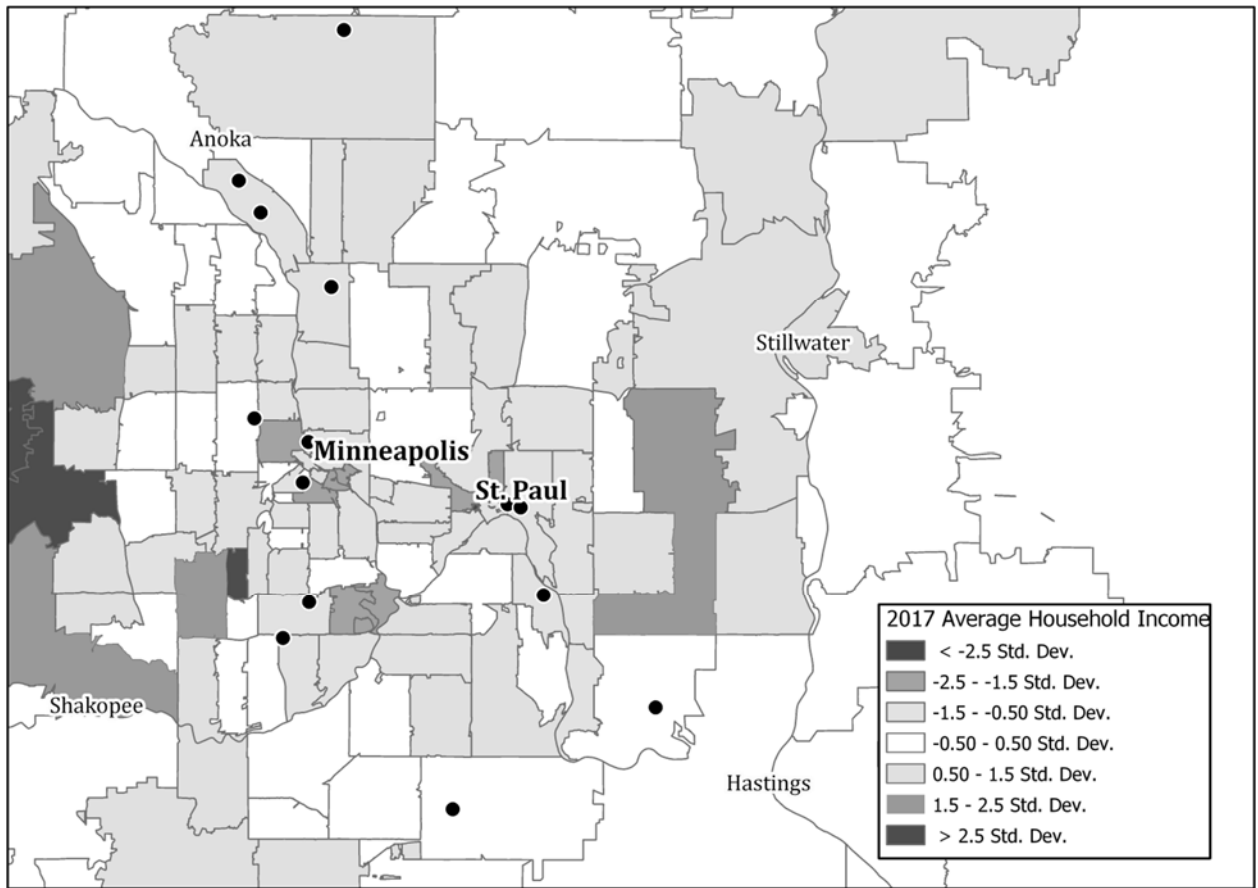 Anoka
Stillwater
Minneapolis
St. Paul
Shakopee
Hastings
2017 Average Household Income
< -2.5 Std. Dev.
-2.5 - -1.5 Std. Dev.
-1.5 - -0.50 Std. Dev.
-0.50 - 0.50 Std. Dev.
0.50 - 1.5 Std. Dev.
1.5 - 2.5 Std. Dev.
> 2.5 Std. Dev.